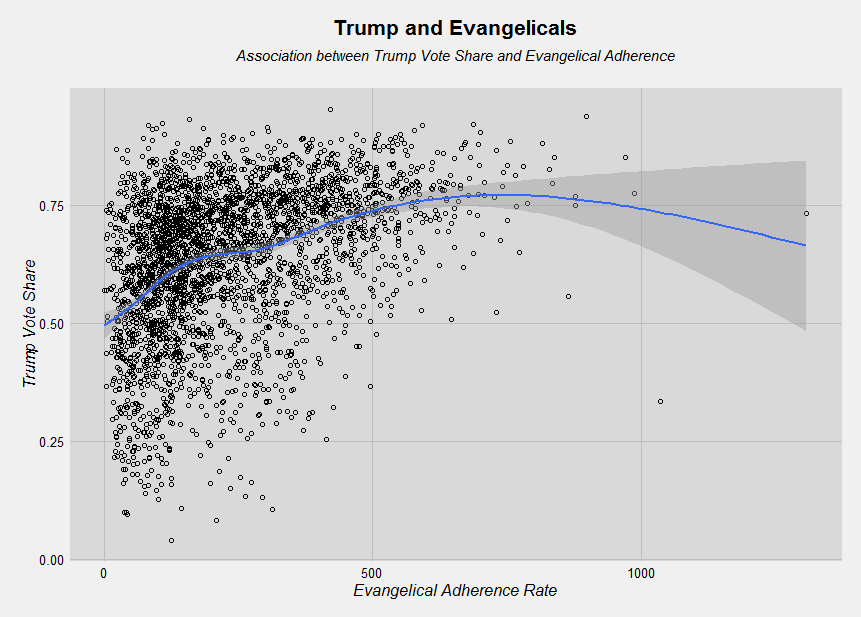 Trump and Evangelicals
Association between Trump Vote Share and Evangelical Adherence
0.75
0.50
0.25
0.00
Trump Vote Share
0 500 1000
Evangelical Adherence Rate